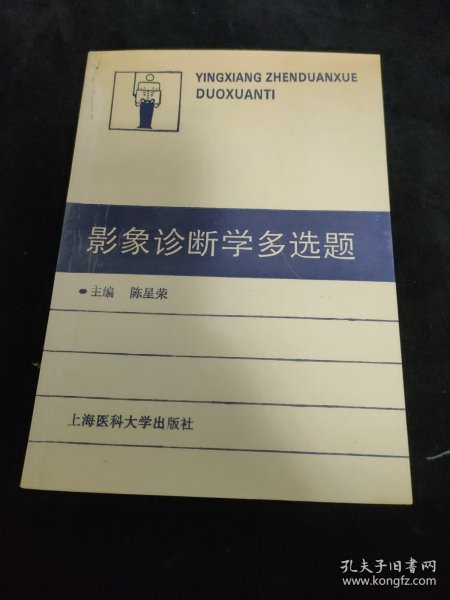 YINGXIANG ZHENDUANXUE
DUOXUANTI
影象诊断学多选题
●主编 陈星荣
上海医科大学出版社
孔夫子旧书网
www.kongfz.com